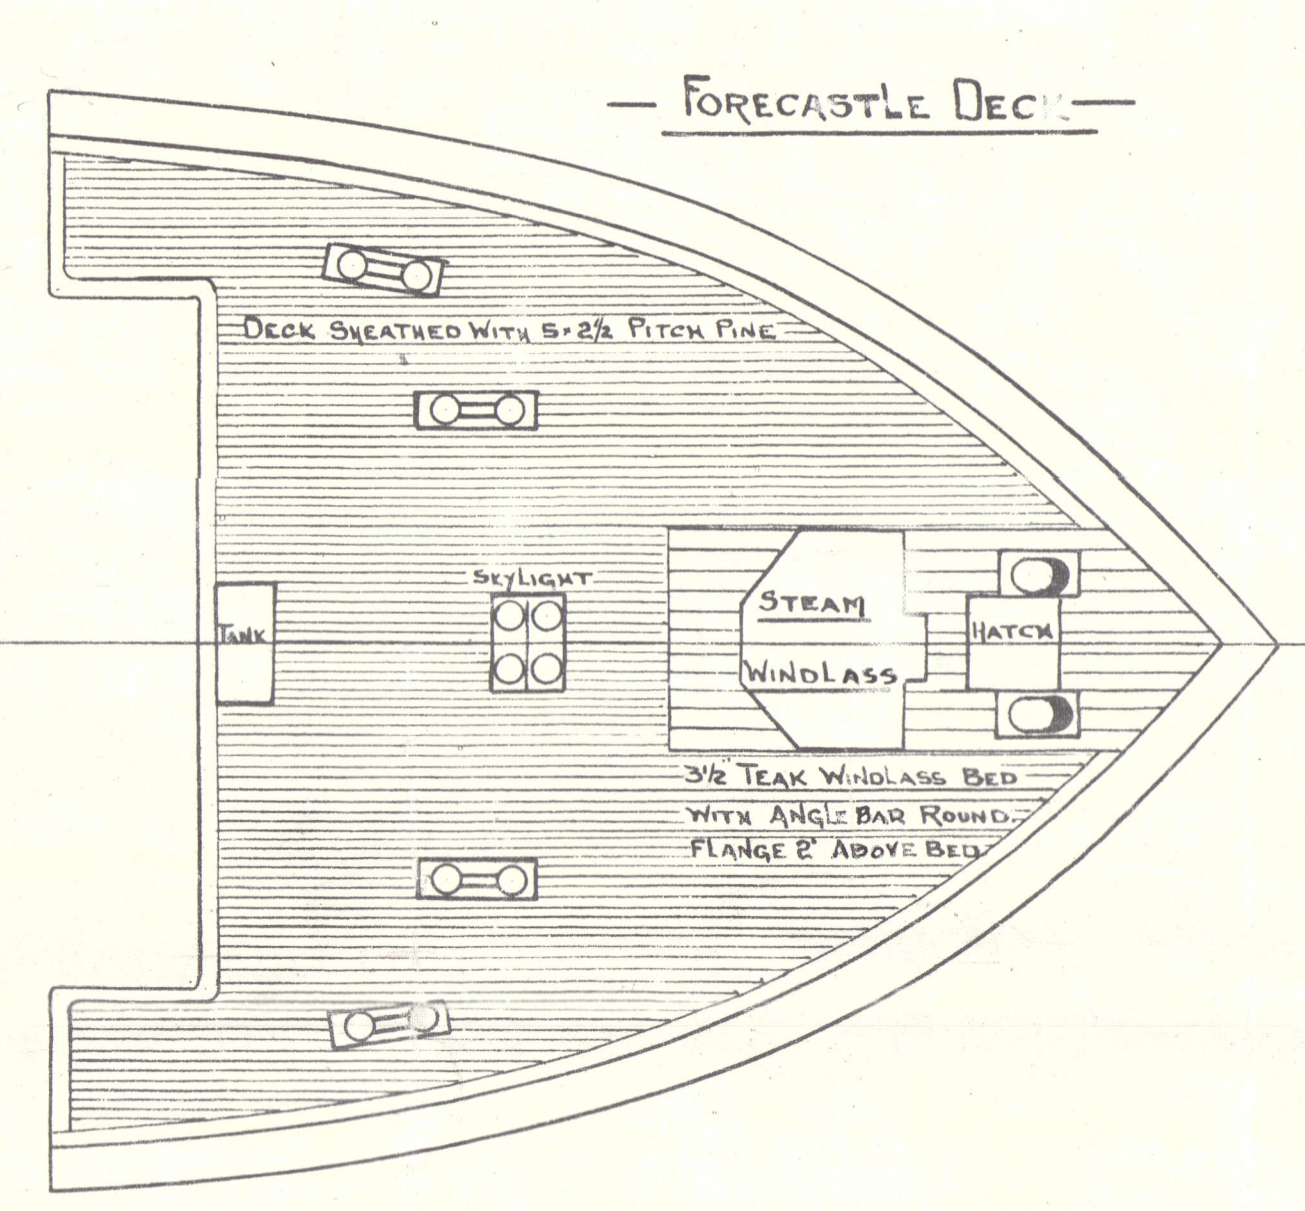 — FORECASTLE DECK —
DECK SHEATHED WITH 5 × 2½ PITCH PINE
SKYLIGHT
STEAM
TANK
HATCH
WINDLASS
3½" TEAK WINDLASS BED
WITH ANGLE BAR ROUND.
FLANGE 2" ABOVE BED.